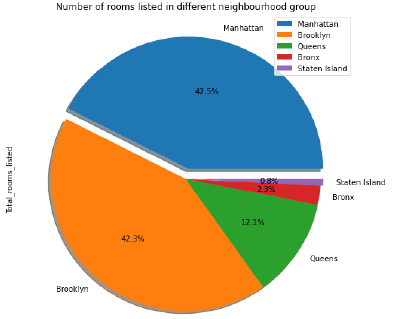 Number of rooms listed in different neighbourhood group
Manhattan
Manhattan
Brooklyn
Queens
Bronx
Staten Island
42.5%
Total_rooms_listed
0.8%
Staten Island
2.3%
Bronx
12.1%
42.3%
Queens
Brooklyn